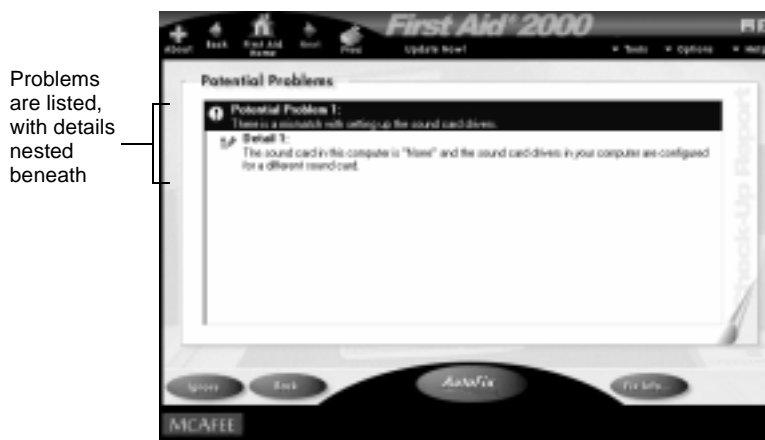 Problems
are listed,
with details
nested
beneath
First Aid® 2000
About
Back
First Aid
Home
Next
Print
Update Now!
Tools
Options
Help
Potential Problems
Potential Problem 1:
There is a mismatch with setting up the sound card drivers.
Detail 1:
The sound card in this computer is "None" and the sound card drivers in your computer are configured
for a different sound card.
Check-Up Report
Ignore
Back
AutoFix
Fix Info...
MCAFEE